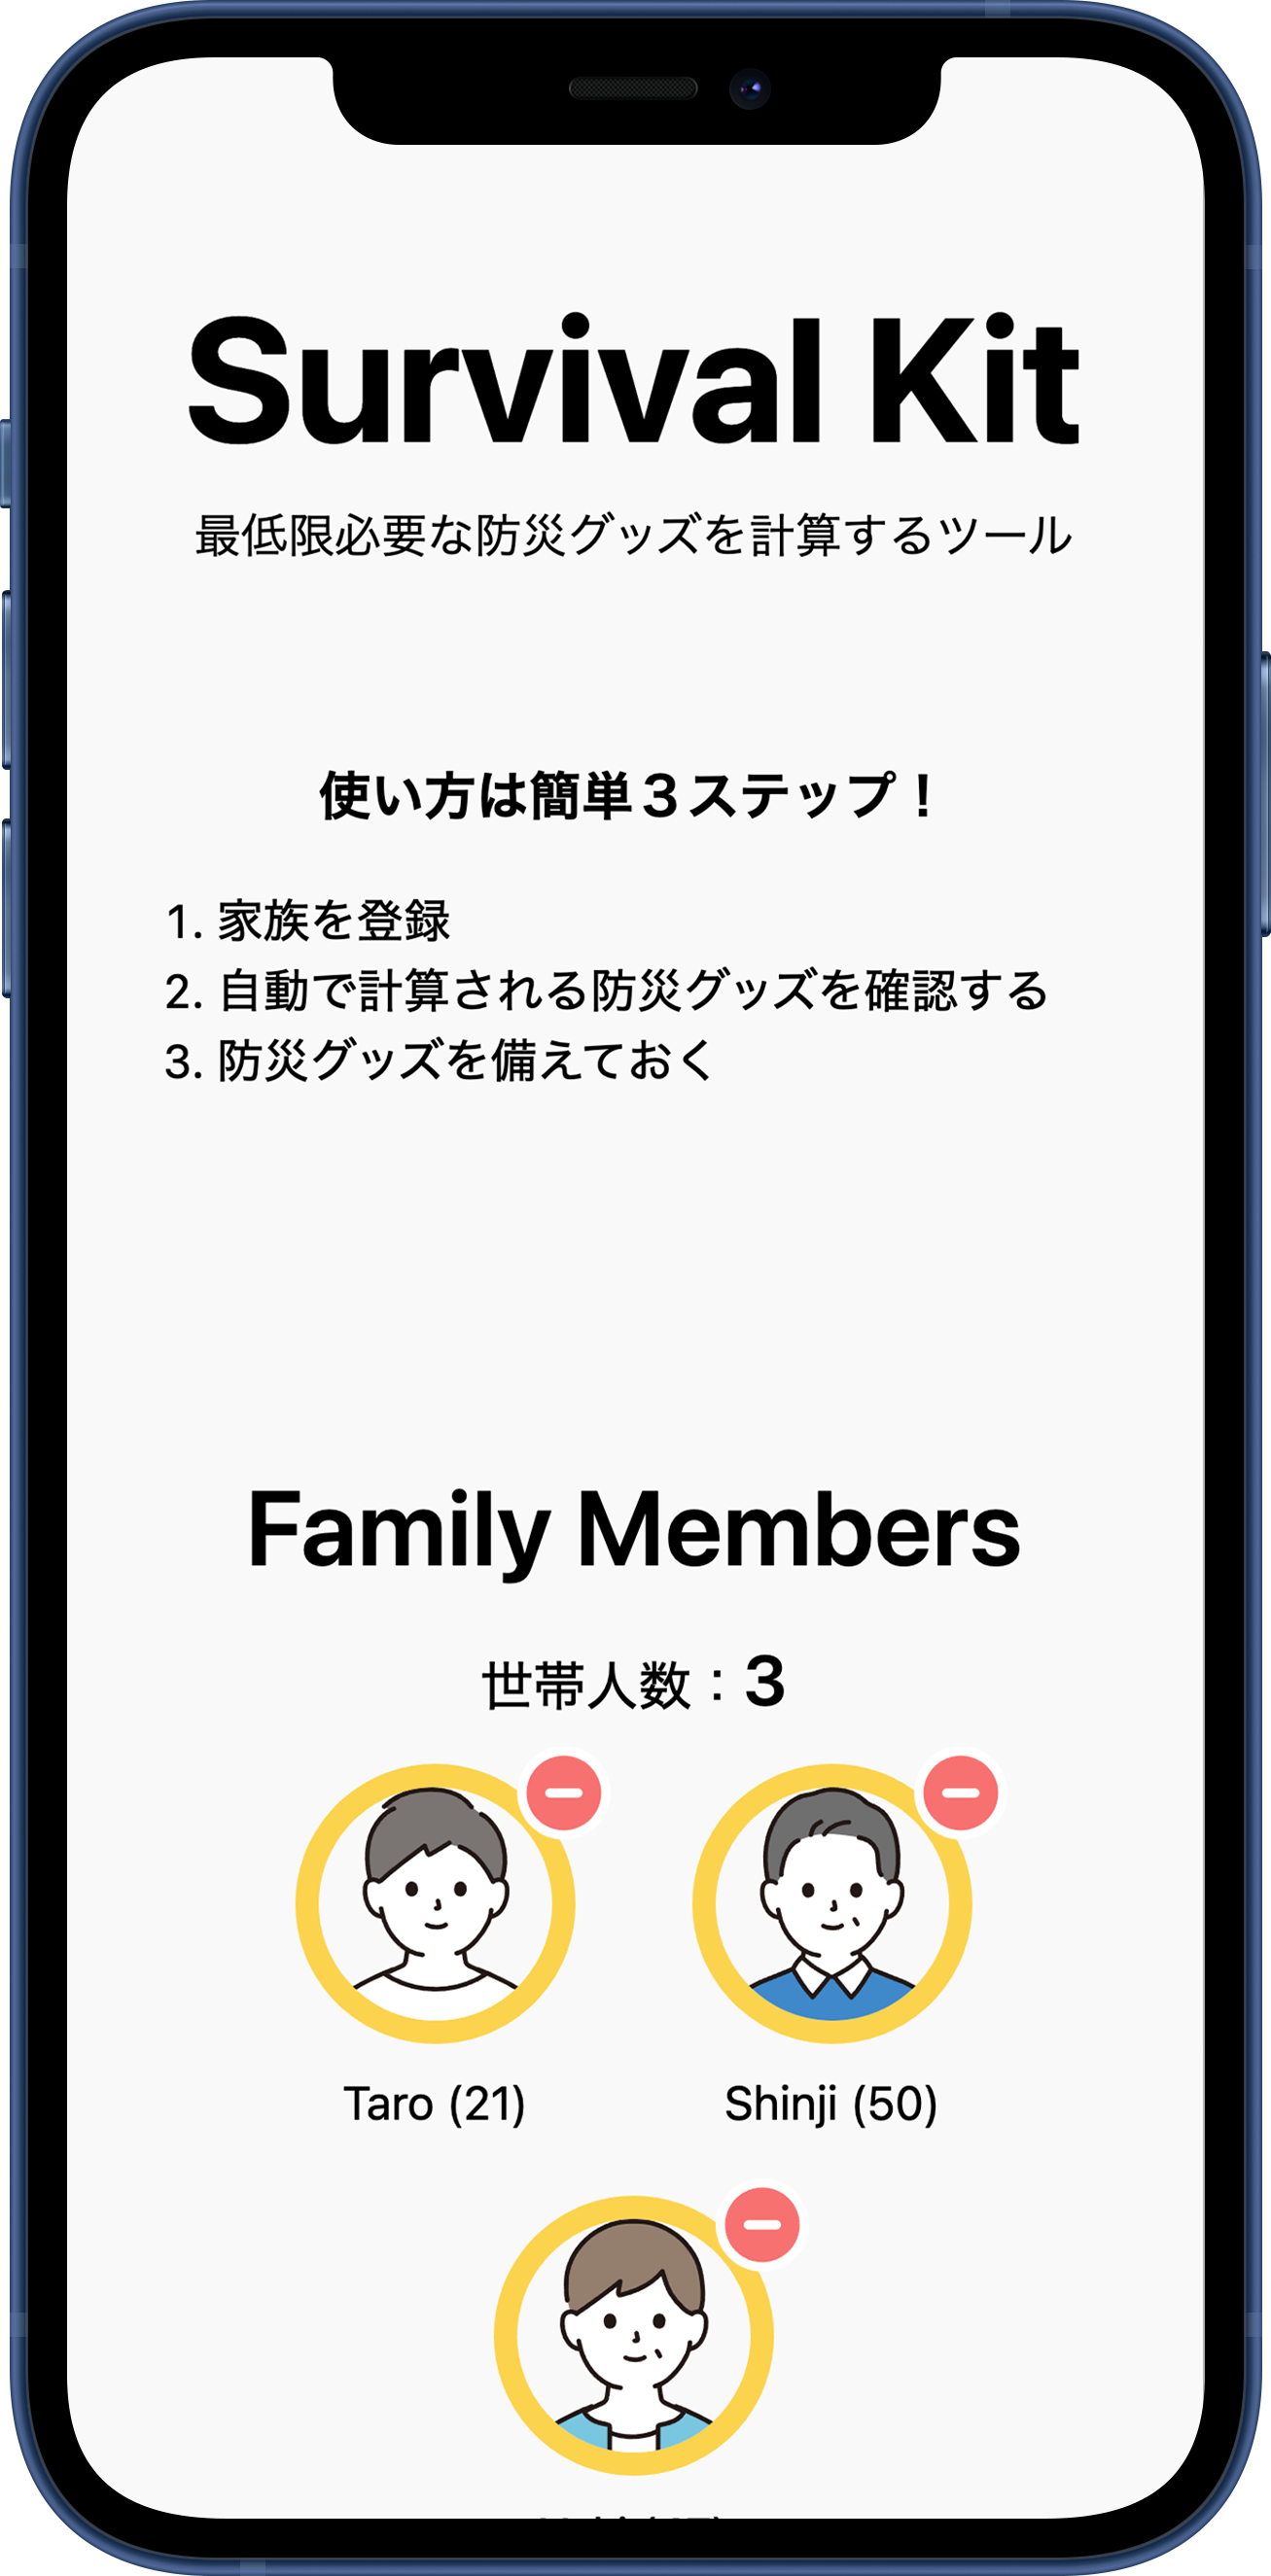 Survival Kit
最低限必要な防災グッズを計算するツール
使い方は簡単3ステップ！
1. 家族を登録
2. 自動で計算される防災グッズを確認する
3. 防災グッズを備えておく
Family Members
世帯人数：3
Taro (21)
Shinji (50)